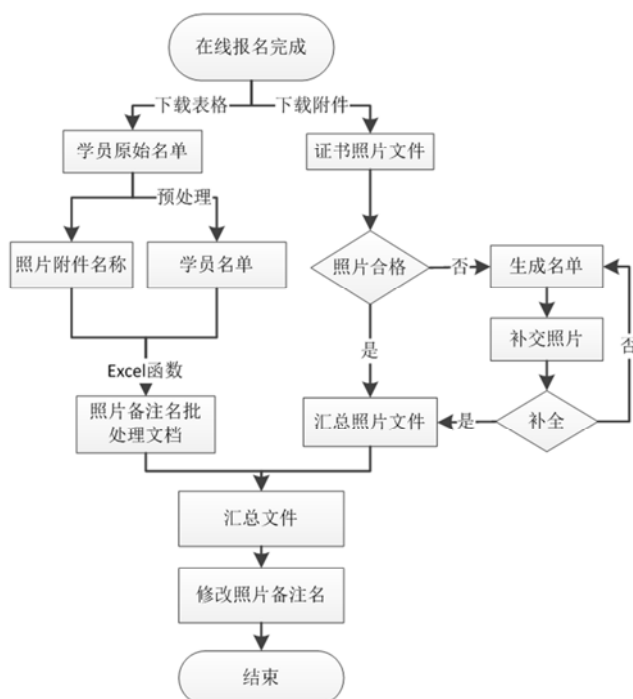 在线报名完成
下载表格
下载附件
学员原始名单
证书照片文件
预处理
照片附件名称
学员名单
照片合格
否
生成名单
补交照片
否
是
Excel函数
照片备注名批
处理文档
汇总照片文件
是
补全
汇总文件
修改照片备注名
结束